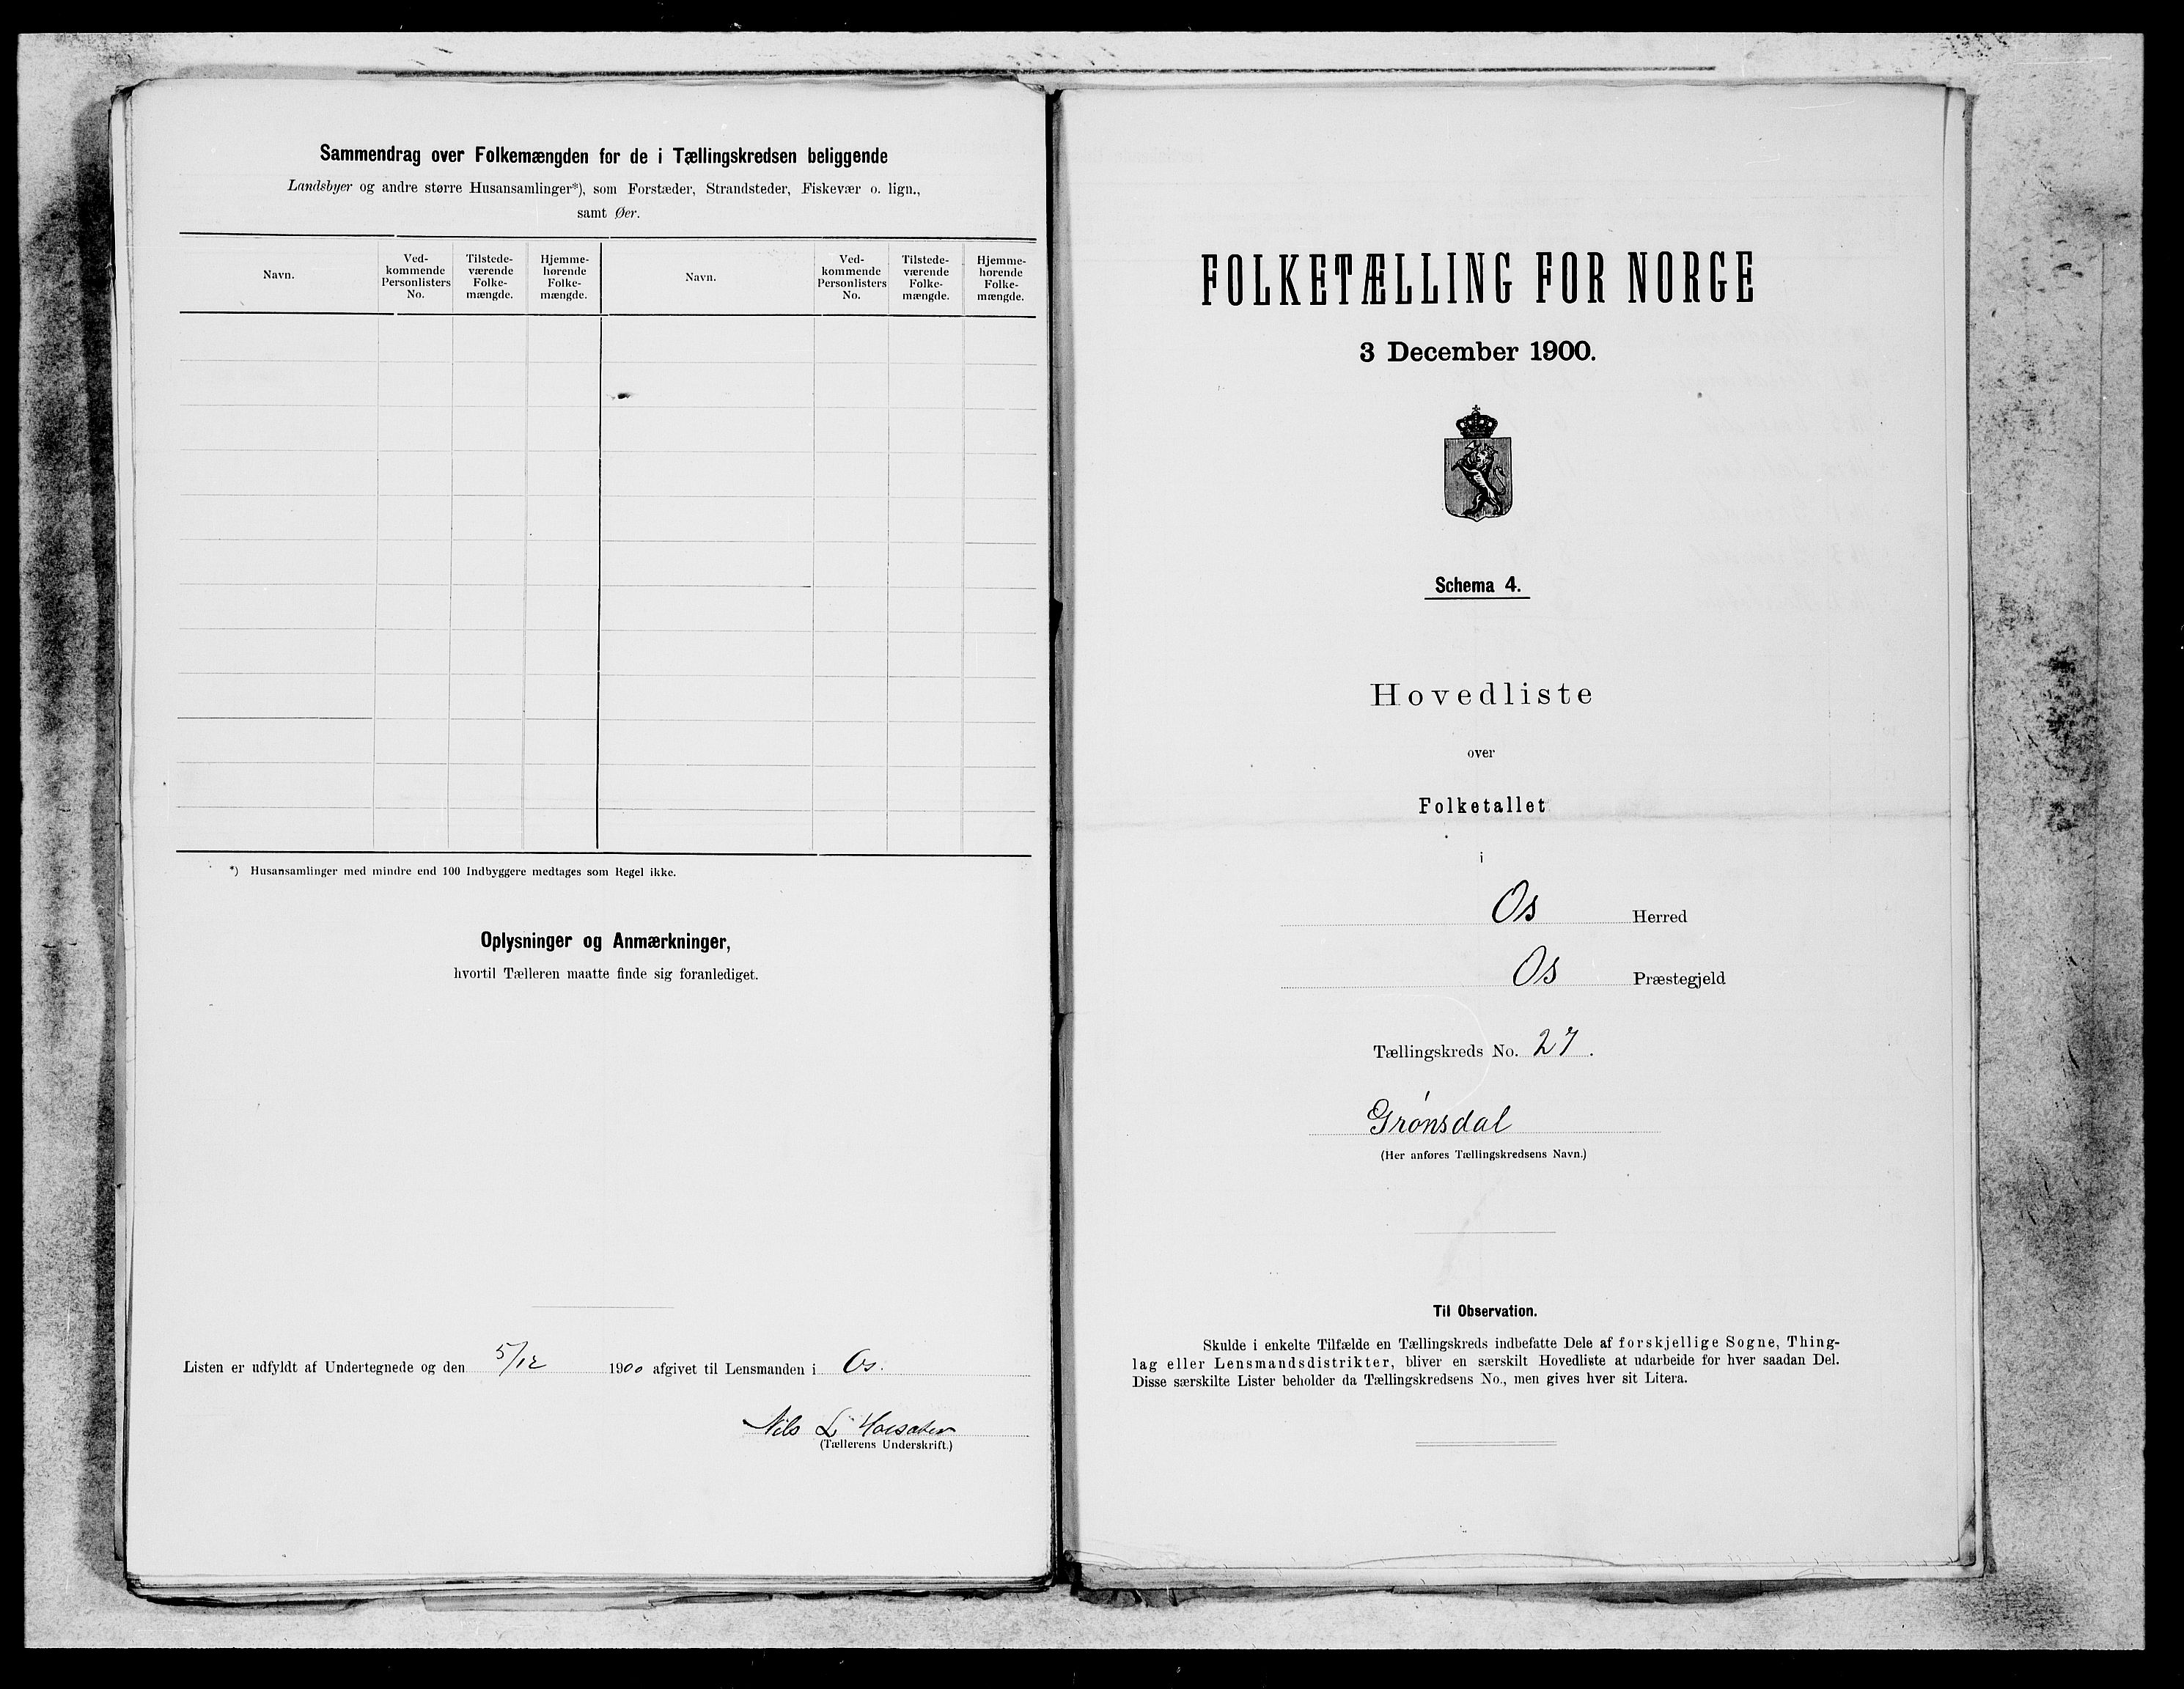 Sammendrag over Folkemængden for de i Tællingskredsen beliggende
Landsbyer og andre større Husansamlinger*), som Forstæder, Strandsteder, Fiskevær o. lign.,
samt Øer.
Navn. Ved-kommende Personlisters No. Tilstede-værende Folke-mængde. Hjemme-hørende Folke-mængde. Navn. Ved-kommende Personlisters No. Tilstede-værende Folke-mængde. Hjemme-hørende Folke-mængde.
*) Husansamlinger med mindre end 100 Indbyggere medtages som Regel ikke.
Oplysninger og Anmærkninger,
hvortil Tælleren maatte finde sig foranlediget.
Listen er udfyldt af Undertegnede og den 5/12 1900 afgivet til Lensmanden i Os.
Nils L
(Tællerens Underskrift.)
FOLKETÆLLING FOR NORGE
3 December 1900.
Schema 4.
Hovedliste
over
Folketallet
i
Os Herred
Os Præstegjeld
Tællingskreds No. 27.
Grønsdal
(Her anføres Tællingskredsens Navn.)
Til Observation.
Skulde i enkelte Tilfælde en Tællingskreds indbefatte Dele af forskjellige Sogne, Thing-
lag eller Lensmandsdistrikter, bliver en særskilt Hovedliste at udarbeide for hver saadan Del.
Disse særskilte Lister beholder da Tællingskredsens No., men gives hver sit Litera.